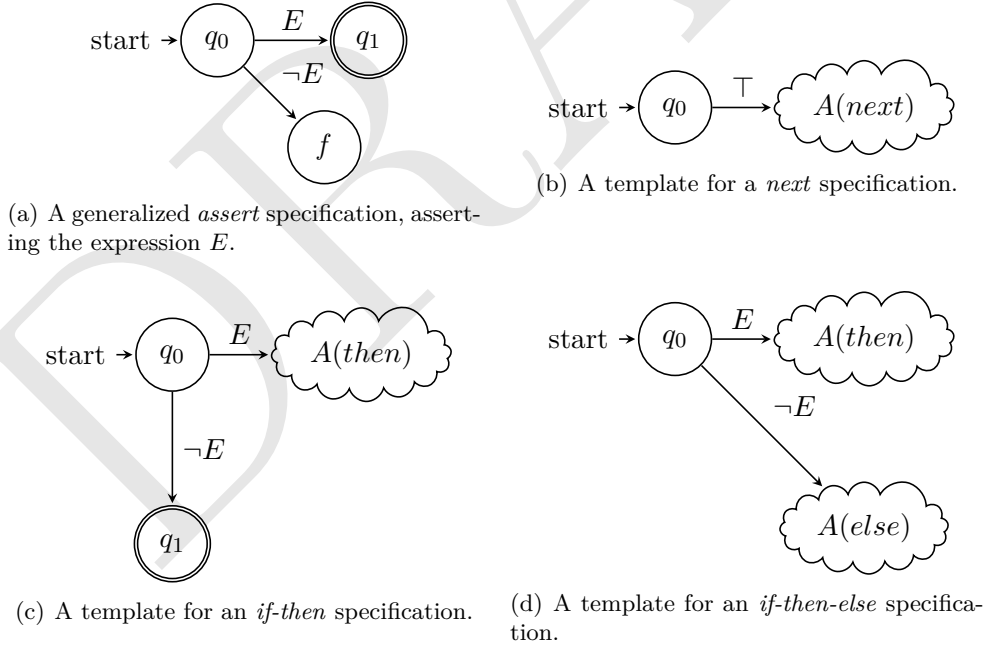 start
q0
E
q1
¬E
f
(a) A generalized assert specification, assert-
ing the expression E.
start
q0
⊤
A(next)
(b) A template for a next specification.
start
q0
E
A(then)
¬E
q1
(c) A template for an if-then specification.
start
q0
E
A(then)
¬E
A(else)
(d) A template for an if-then-else specifica-
tion.